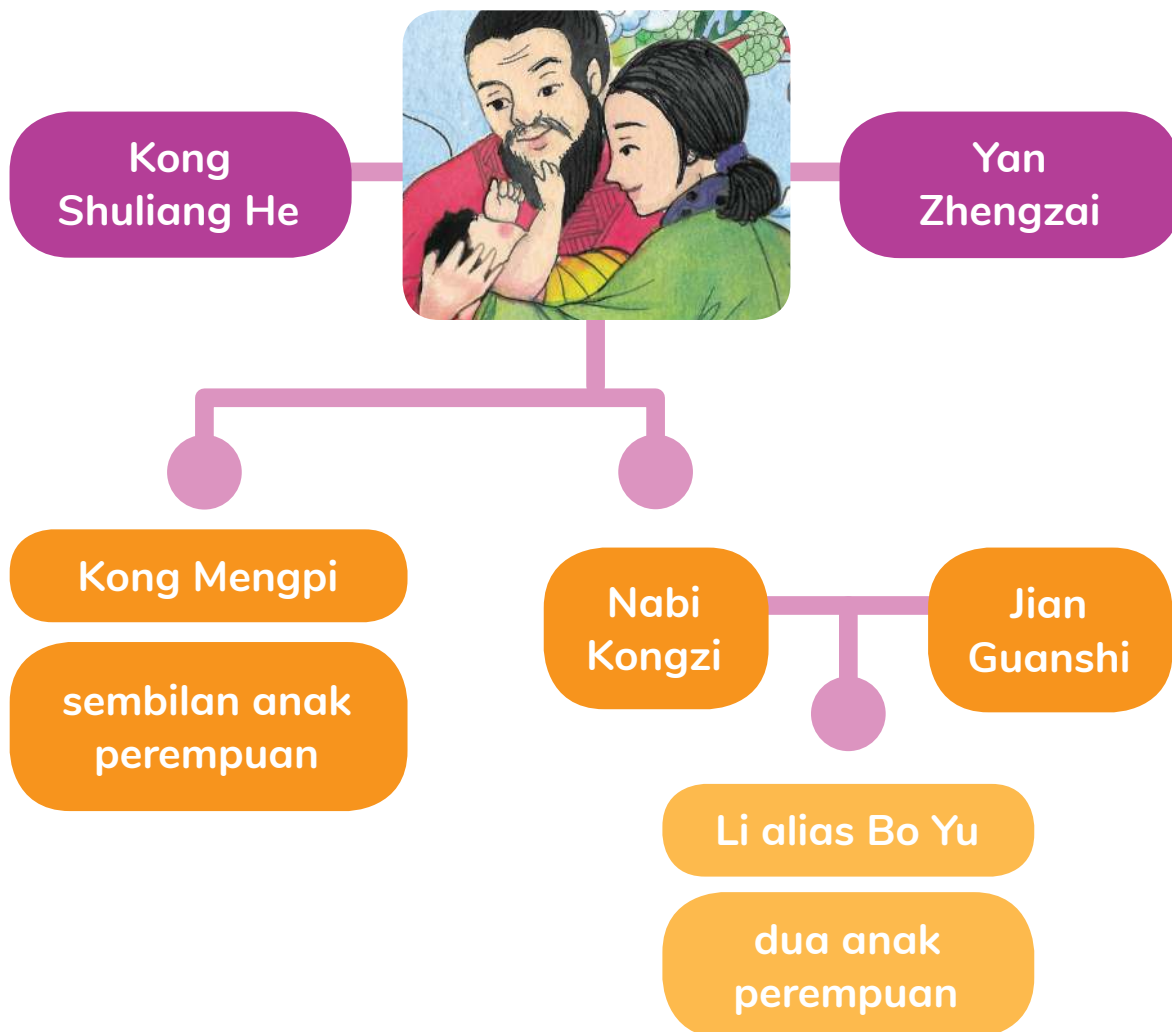 Kong
Shuliang He
Yan
Zhengzai
Kong Mengpi
sembilan anak
perempuan
Nabi
Kongzi
Jian
Guanshi
Li alias Bo Yu
dua anak
perempuan